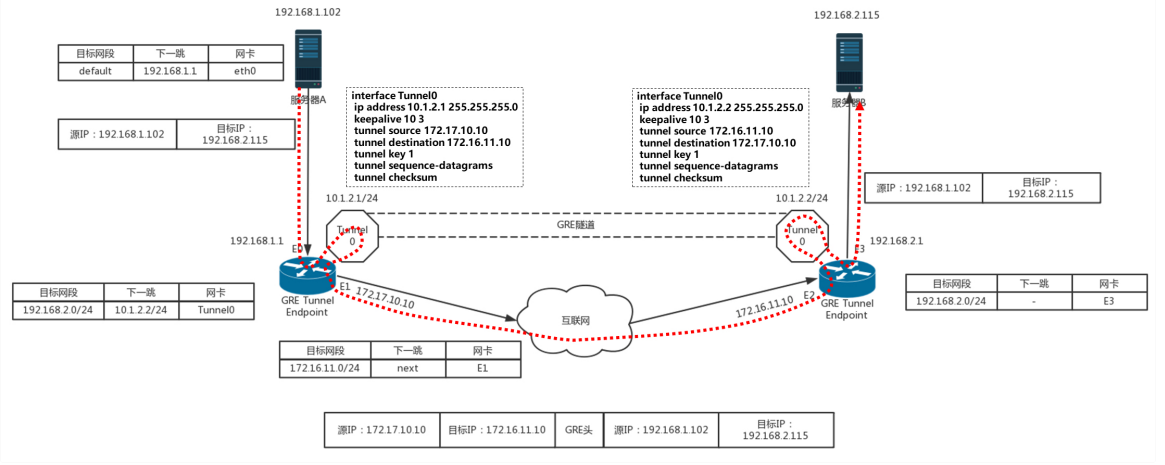 192.168.1.102
192.168.2.115
目标网段 下一跳 网卡
default 192.168.1.1 eth0
服务器A
服务器B
源IP：192.168.1.102 目标IP：
192.168.2.115
interface Tunnel0
ip address 10.1.2.1 255.255.255.0
keepalive 10 3
tunnel source 172.17.10.10
tunnel destination 172.16.11.10
tunnel key 1
tunnel sequence-datagrams
tunnel checksum
interface Tunnel0
ip address 10.1.2.2 255.255.255.0
keepalive 10 3
tunnel source 172.16.11.10
tunnel destination 172.17.10.10
tunnel key 1
tunnel sequence-datagrams
tunnel checksum
源IP：192.168.1.102 目标IP：
192.168.2.115
10.1.2.1/24
10.1.2.2/24
GRE隧道
Tunnel
0
Tunnel
0
192.168.1.1
E0
192.168.2.1
E3
E1
172.17.10.10
E2
172.16.11.10
GRE Tunnel
Endpoint
GRE Tunnel
Endpoint
互联网
目标网段 下一跳 网卡
192.168.2.0/24 10.1.2.2/24 Tunnel0
目标网段 下一跳 网卡
192.168.2.0/24 - E3
目标网段 下一跳 网卡
172.16.11.0/24 next E1
源IP：172.17.10.10 目标IP：172.16.11.10 GRE头 源IP：192.168.1.102 目标IP：
192.168.2.115